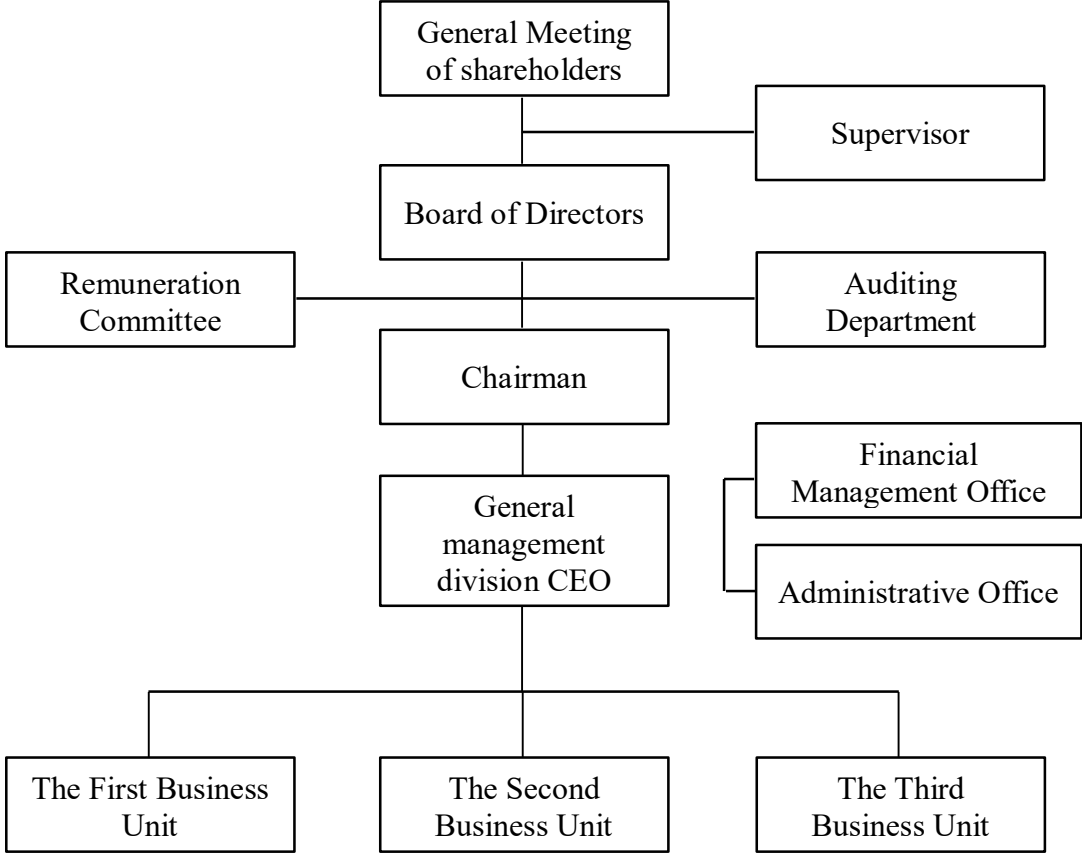 General Meeting
of shareholders
Supervisor
Board of Directors
Remuneration
Committee
Auditing
Department
Chairman
Financial
Management Office
General
management
division CEO
Administrative Office
The First Business
Unit
The Second
Business Unit
The Third
Business Unit